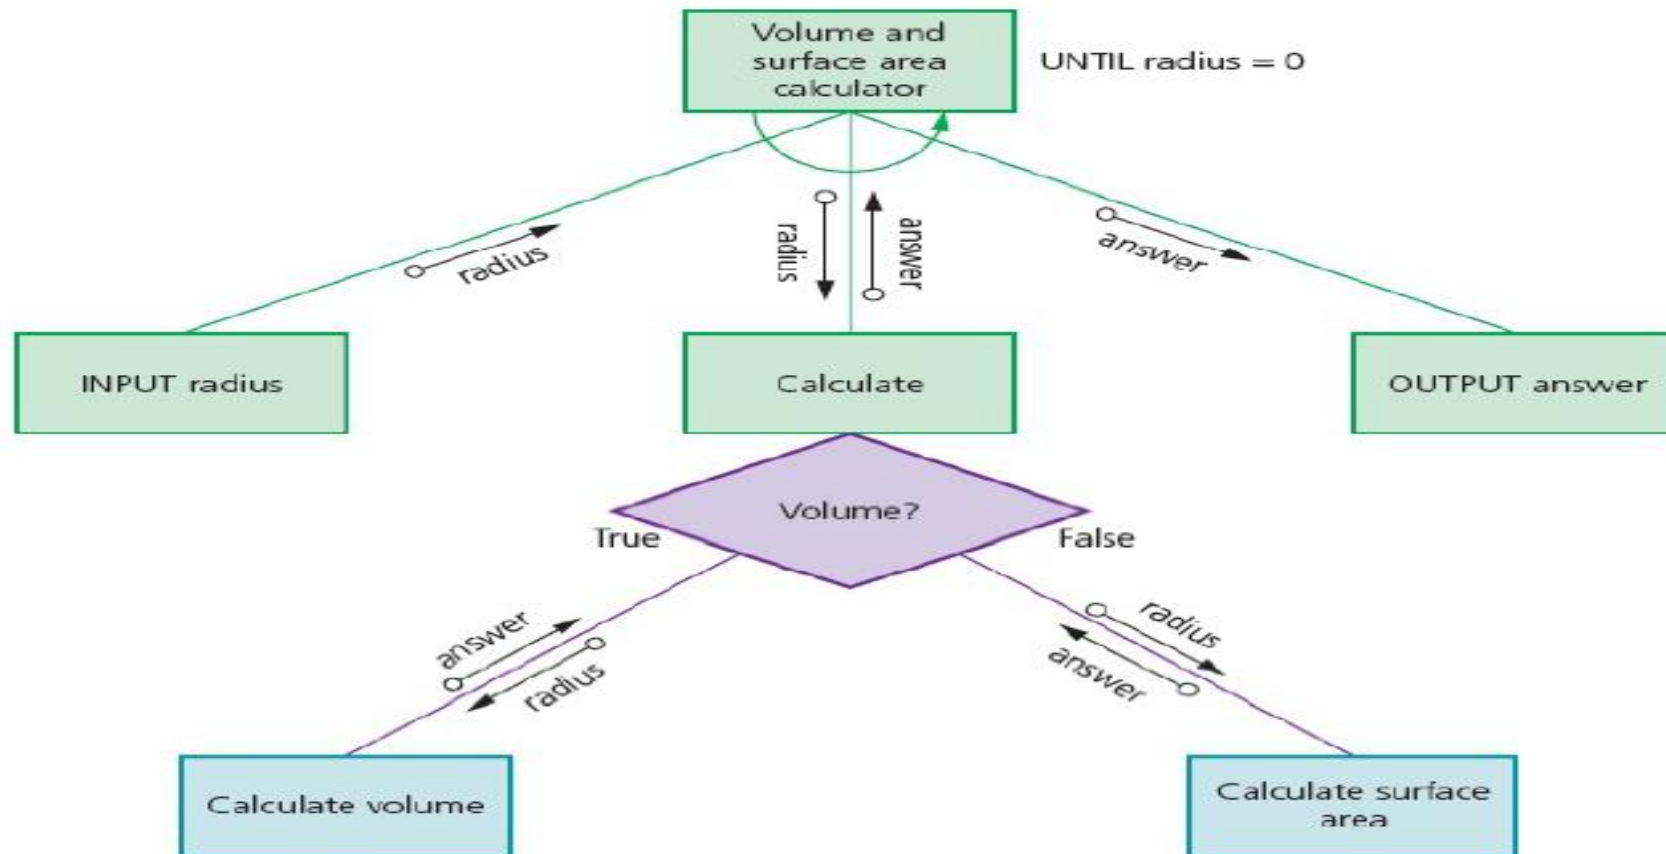 Volume and
surface area
calculator
UNTIL radius = 0
radius
radius
answer
answer
INPUT radius
Calculate
OUTPUT answer
Volume?
True
False
answer
radius
radius
answer
Calculate volume
Calculate surface
area